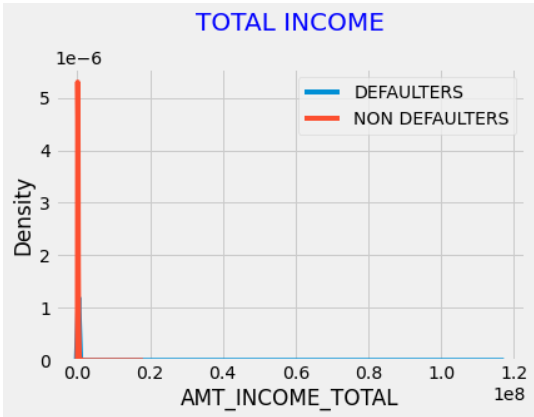 TOTAL INCOME
1e−6
DEFAULTERS
NON DEFAULTERS
5
4
3
2
1
0
Density
0.0 0.2 0.4 0.6 0.8 1.0 1.2
1e8
AMT_INCOME_TOTAL